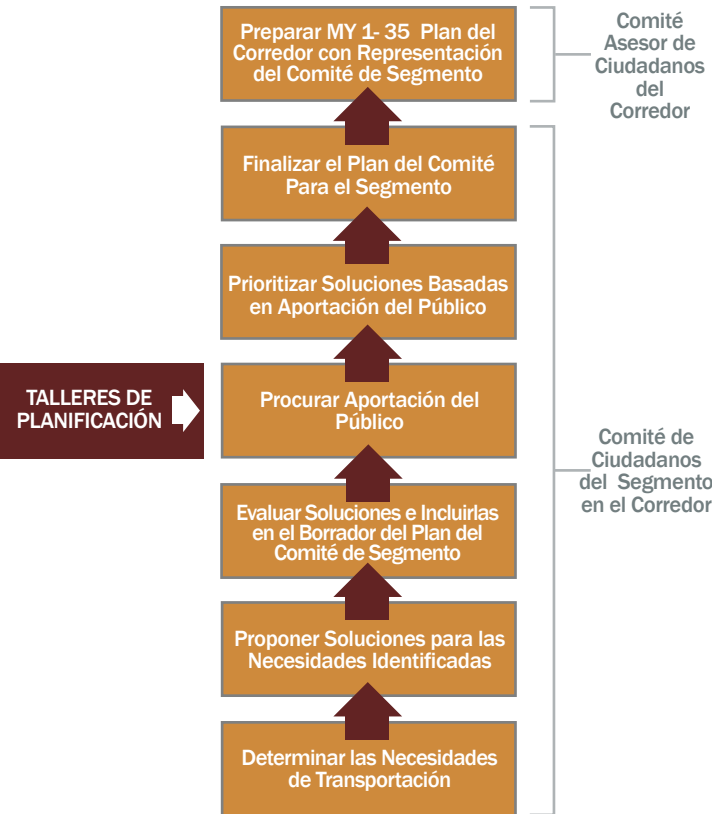 Preparar MY 1- 35 Plan del
Corredor con Representación
del Comité de Segmento
Comité
Asesor de
Ciudadanos
del
Corredor
Finalizar el Plan del Comité
Para el Segmento
Prioritizar Soluciones Basadas
en Aportación del Público
TALLERES DE
PLANIFICACIÓN
Procurar Aportación del
Público
Comité de
Ciudadanos
del Segmento
en el Corredor
Evaluar Soluciones e Incluirlas
en el Borrador del Plan del
Comité de Segmento
Proponer Soluciones para las
Necesidades Identificadas
Determinar las Necesidades
de Transportación